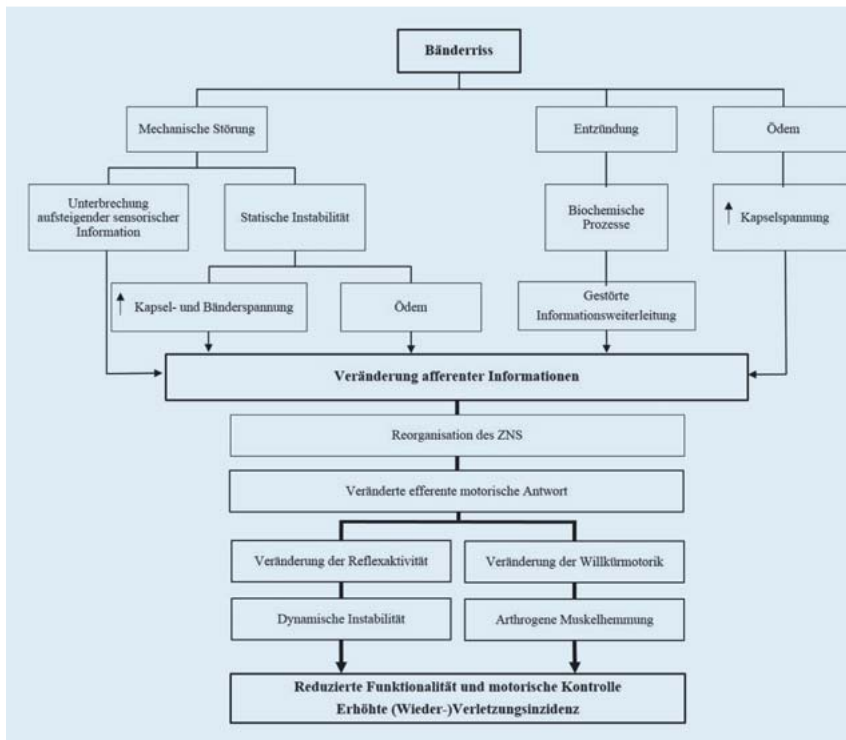 Bänderriss
Mechanische Störung
Entzündung
Ödem
Unterbrechung
aufsteigender sensorischer
Information
Statische Instabilität
Biochemische
Prozesse
↑ Kapselspannung
↑ Kapsel- und Bänderspannung
Ödem
Gestörte
Informationsweiterleitung
Veränderung afferenter Informationen
Reorganisation des ZNS
Veränderte efferente motorische Antwort
Veränderung der Reflexaktivität
Veränderung der Willkürmotorik
Dynamische Instabilität
Arthrogene Muskelhemmung
Reduzierte Funktionalität und motorische Kontrolle
Erhöhte (Wieder-)Verletzungsinzidenz